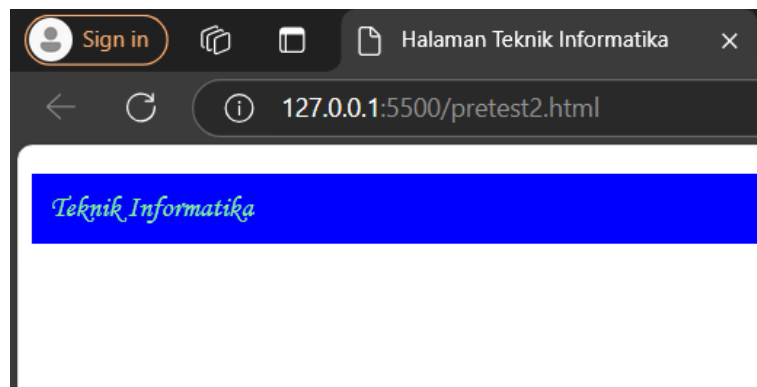 Sign in
Halaman Teknik Informatika
127.0.0.1:5500/pretest2.html
Teknik Informatika